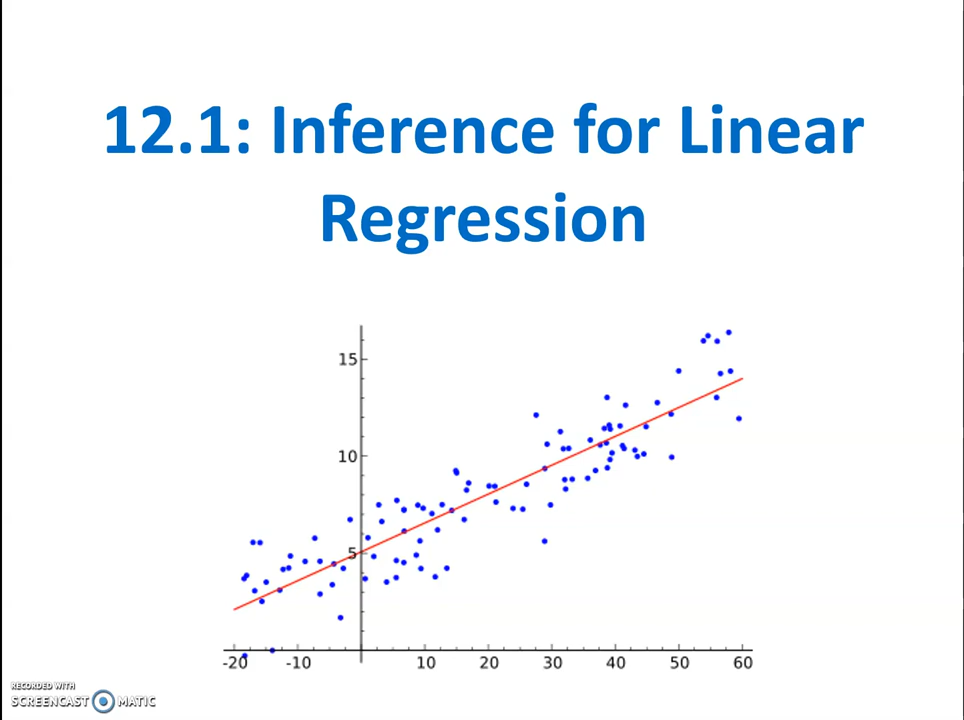 12.1: Inference for Linear
Regression
15
10
5
-20 -10 10 20 30 40 50 60
RECORDED WITH
SCREENCAST MATIC